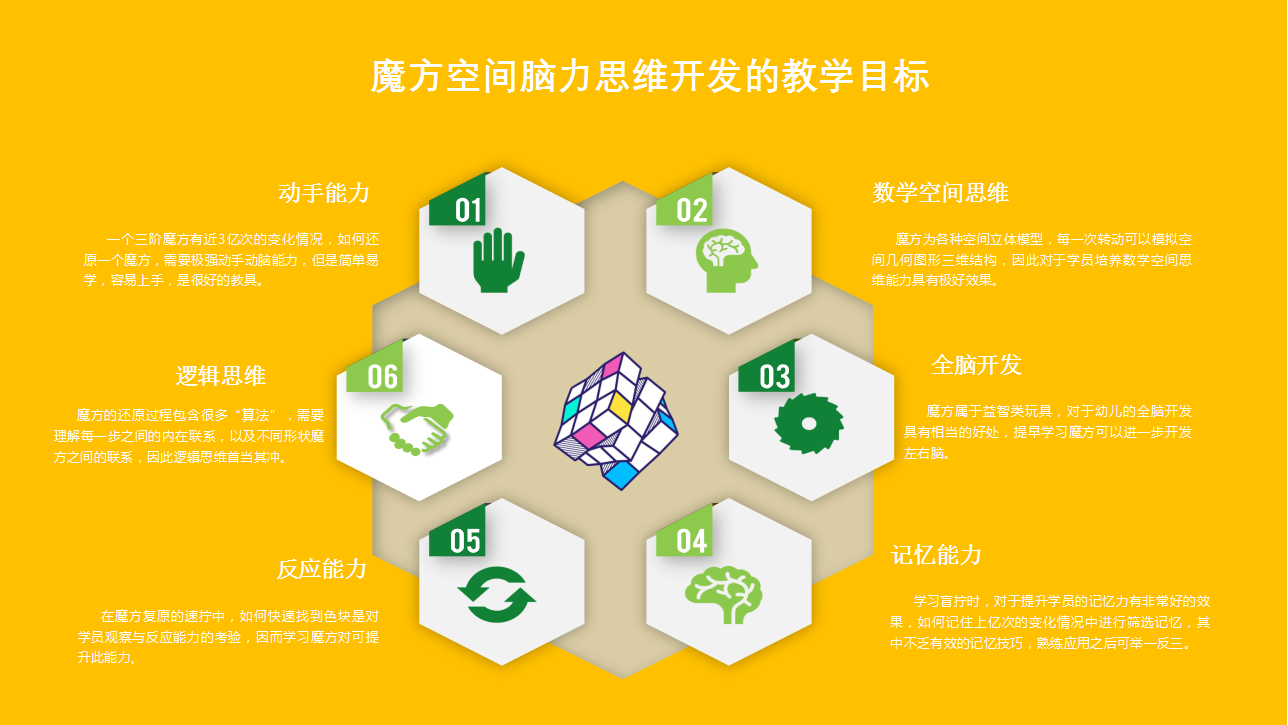 魔方空间脑力思维开发的教学目标
01
动手能力
一个三阶魔方有近3亿次的变化情况，如何还
原一个魔方，需要极强动手动脑能力，但是简单易
学，容易上手，是很好的教具。
02
数学空间思维
魔方为各种空间立体模型，每一次转动可以模拟空
间几何图形三维结构，因此对于学员培养数学空间思
维能力具有极好效果。
03
全脑开发
魔方属于益智类玩具，对于幼儿的全脑开发
具有相当的好处，提早学习魔方可以进一步开发
左右脑。
04
记忆能力
学习盲拧时，对于提升学员的记忆力有非常好的效
果，如何记住上亿次的变化情况中进行筛选记忆，其
中不乏有效的记忆技巧，熟练应用之后可举一反三。
05
反应能力
在魔方复原的速拧中，如何快速找到色块是对
学员观察与反应能力的考验，因而学习魔方对可提
升此能力。
06
逻辑思维
魔方的还原过程包含很多“算法”，需要
理解每一步之间的内在联系，以及不同形状魔
方之间的联系，因此逻辑思维首当其冲。